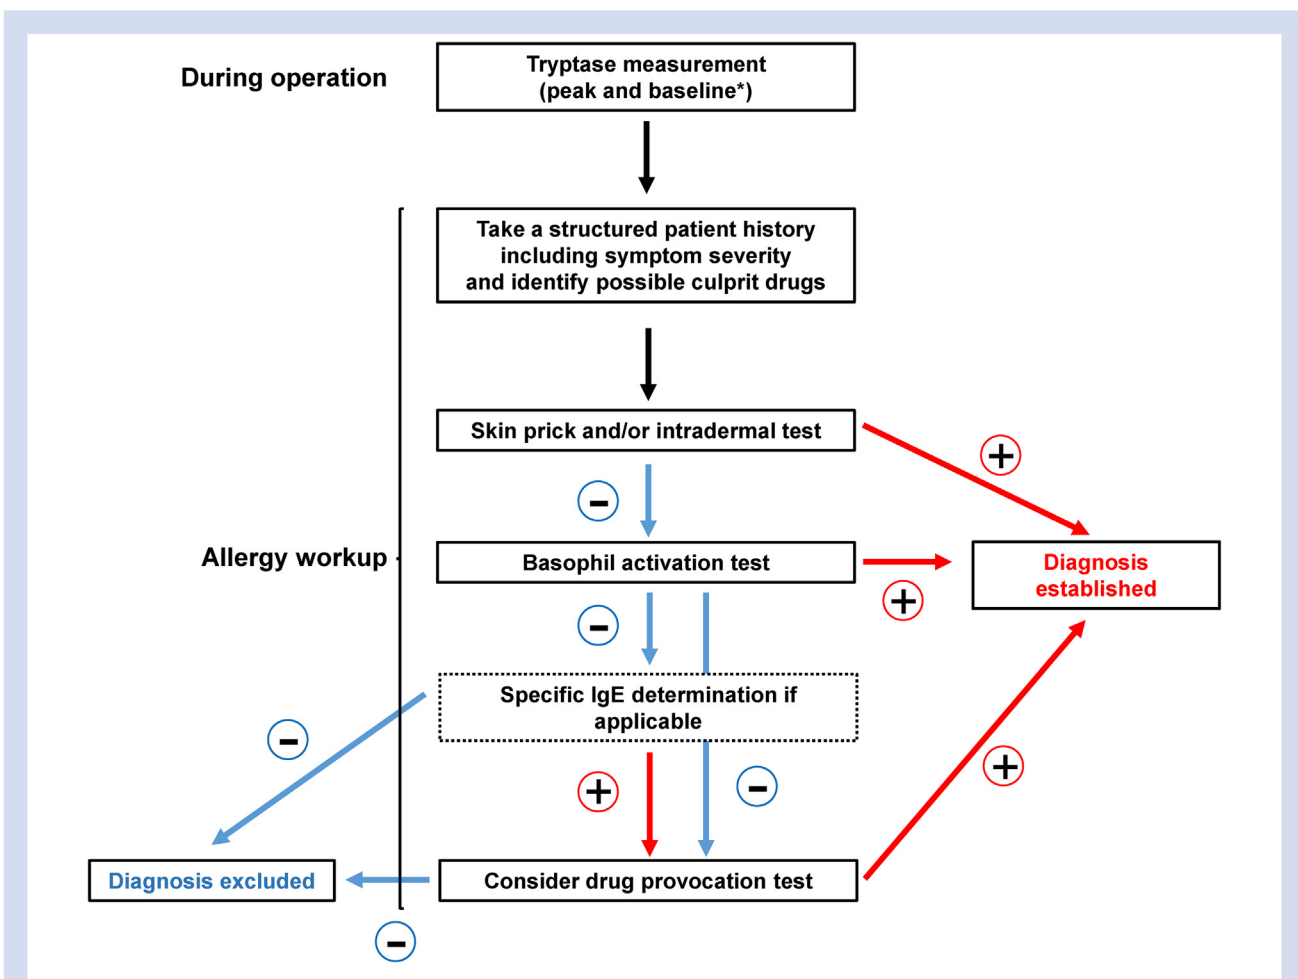 During operation
Tryptase measurement
(peak and baseline*)
Take a structured patient history
including symptom severity
and identify possible culprit drugs
Skin prick and/or intradermal test
+
-
Allergy workup
Basophil activation test
Diagnosis
established
+
-
Specific IgE determination if
applicable
-
+
-
+
Diagnosis excluded
Consider drug provocation test
-